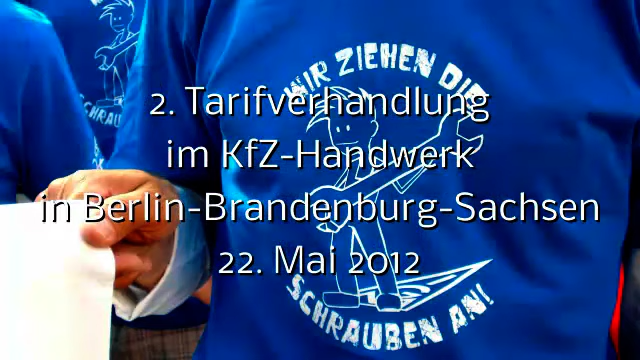 2. Tarifverhandlung
im KfZ-Handwerk
in Berlin-Brandenburg-Sachsen
22. Mai 2012
WIR ZIEHEN DIE
SCHRAUBEN AN!